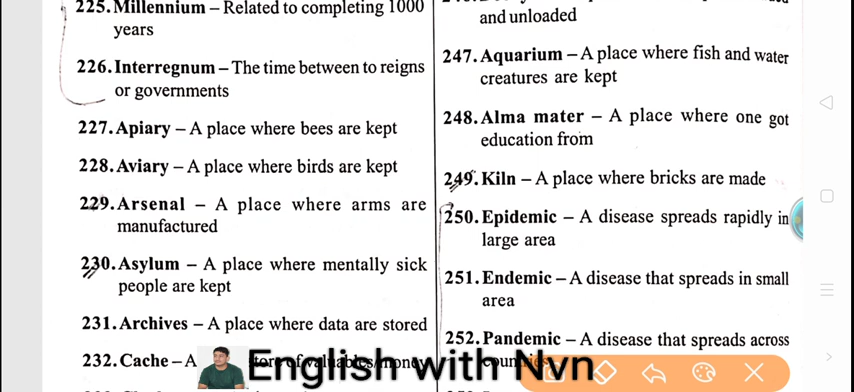 225. Millennium – Related to completing 1000
years
226. Interregnum – The time between to reigns
or governments
227. Apiary – A place where bees are kept
228. Aviary – A place where birds are kept
229. Arsenal – A place where arms are
manufactured
230. Asylum – A place where mentally sick
people are kept
231. Archives – A place where data are stored
232. Cache – A store of valuables/money
and unloaded
247. Aquarium – A place where fish and water
creatures are kept
248. Alma mater – A place where one got
education from
249. Kiln – A place where bricks are made
250. Epidemic – A disease spreads rapidly in
large area
251. Endemic – A disease that spreads in small
area
252. Pandemic – A disease that spreads across
countries
English with Nvn